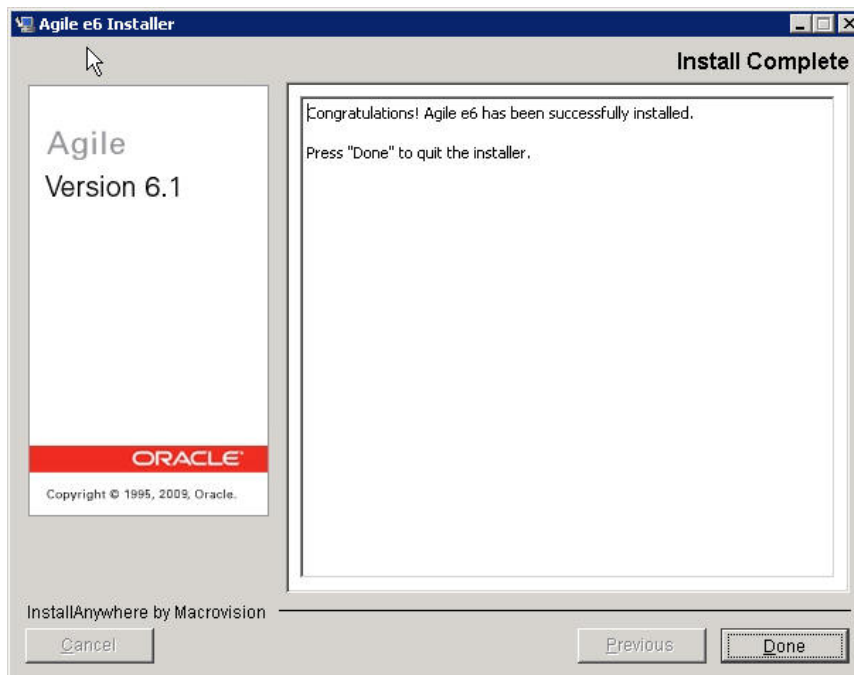 Agile e6 Installer
Install Complete
Agile
Version 6.1
ORACLE
Copyright © 1995, 2009, Oracle.
Congratulations! Agile e6 has been successfully installed.
Press "Done" to quit the installer.
InstallAnywhere by Macrovision
Cancel
Previous
Done